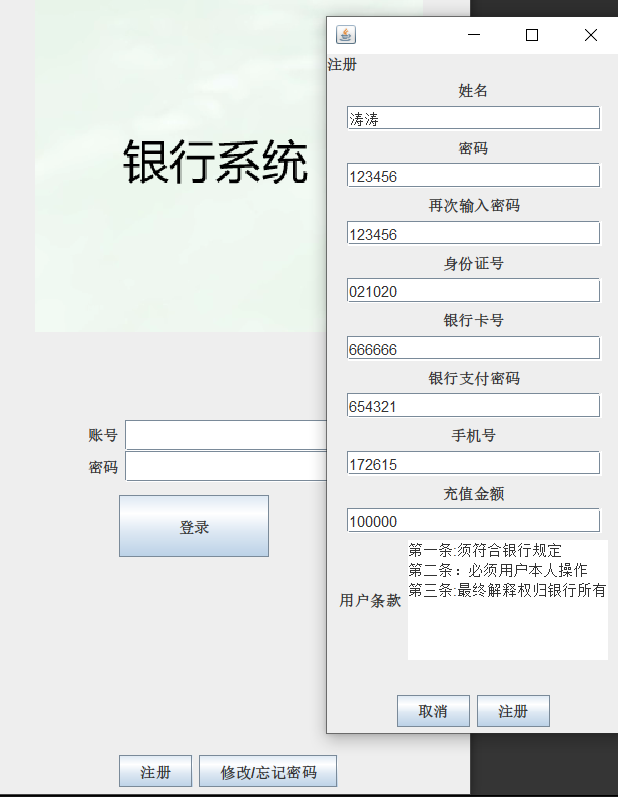 银行系统
账号
密码
登录
注册
修改/忘记密码
注册
姓名
涛涛
密码
123456
再次输入密码
123456
身份证号
021020
银行卡号
666666
银行支付密码
654321
手机号
172615
充值金额
100000
用户条款
第一条:须符合银行规定
第二条：必须用户本人操作
第三条:最终解释权归银行所有
取消
注册